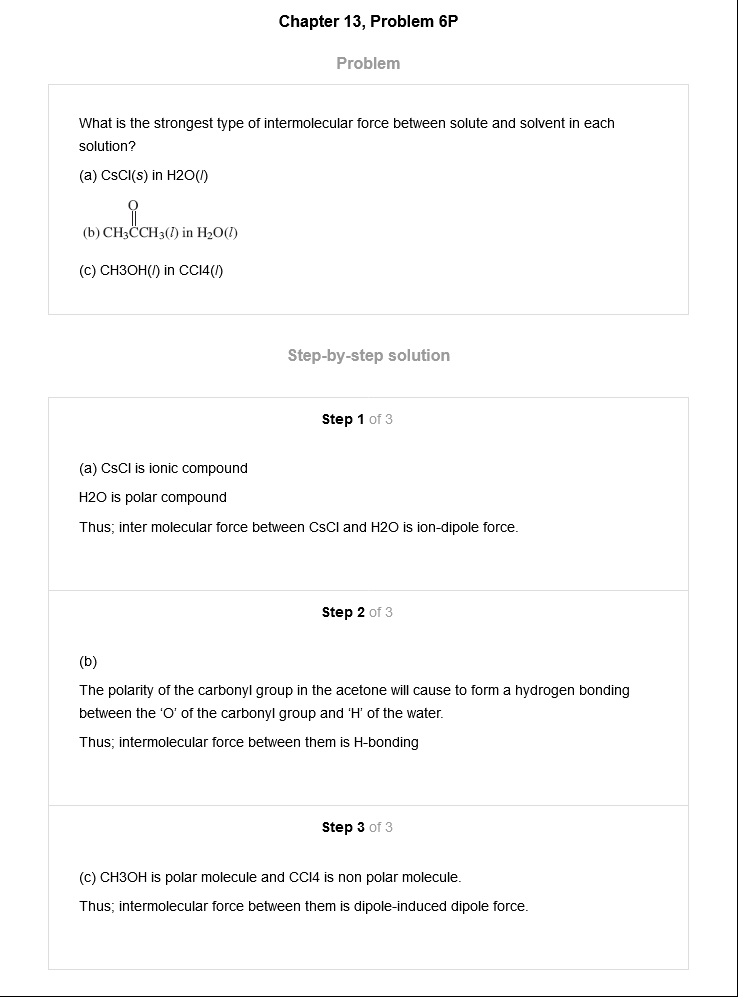 Chapter 13, Problem 6P
Problem
What is the strongest type of intermolecular force between solute and solvent in each
solution?
(a) CsCl(s) in H2O(l)
O
||
(b) CH₃CCH₃(l) in H₂O(l)
(c) CH3OH(l) in CCl4(l)
Step-by-step solution
Step 1 of 3
(a) CsCl is ionic compound
H2O is polar compound
Thus; inter molecular force between CsCl and H2O is ion-dipole force.
Step 2 of 3
(b)
The polarity of the carbonyl group in the acetone will cause to form a hydrogen bonding
between the ‘O’ of the carbonyl group and ‘H’ of the water.
Thus; intermolecular force between them is H-bonding
Step 3 of 3
(c) CH3OH is polar molecule and CCl4 is non polar molecule.
Thus; intermolecular force between them is dipole-induced dipole force.